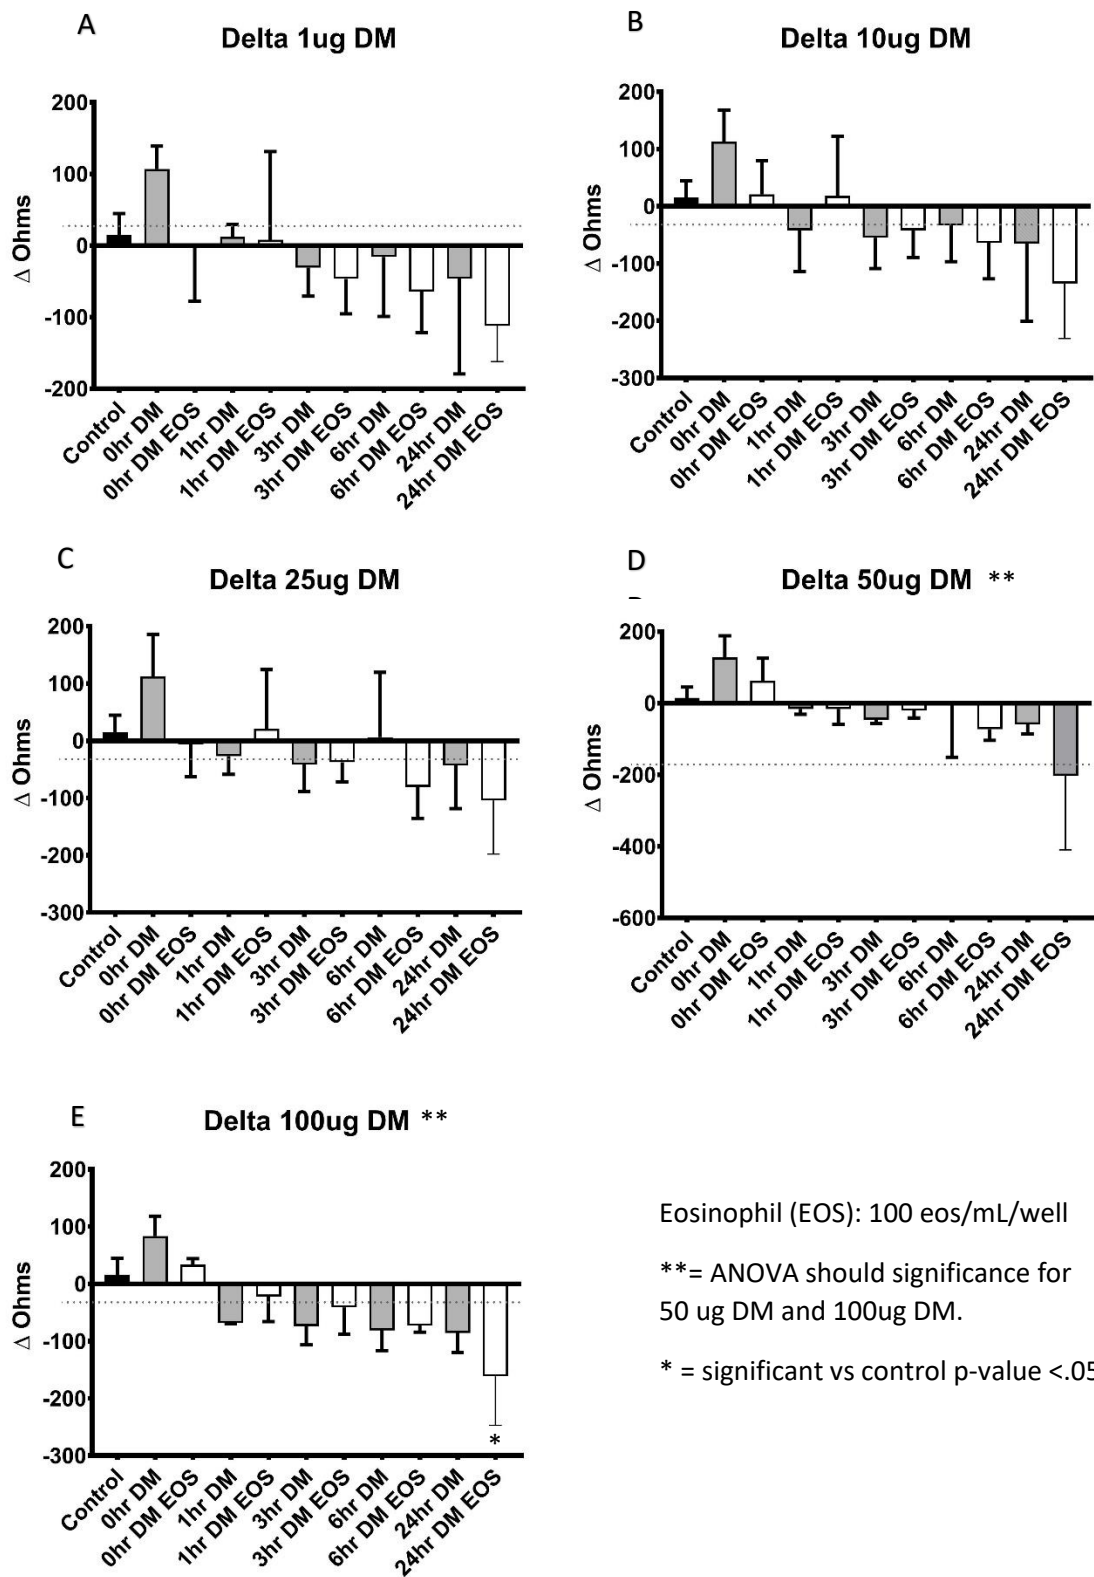 A
Delta 1ug DM
Δ Ohms
200
100
0
-100
-200
Control
0hr DM
0hr DM EOS
1hr DM
1hr DM EOS
3hr DM
3hr DM EOS
6hr DM
6hr DM EOS
24hr DM
24hr DM EOS
B
Delta 10ug DM
Δ Ohms
200
100
0
-100
-200
-300
Control
0hr DM
0hr DM EOS
1hr DM
1hr DM EOS
3hr DM
3hr DM EOS
6hr DM
6hr DM EOS
24hr DM
24hr DM EOS
C
Delta 25ug DM
Δ Ohms
200
100
0
-100
-200
-300
Control
0hr DM
0hr DM EOS
1hr DM
1hr DM EOS
3hr DM
3hr DM EOS
6hr DM
6hr DM EOS
24hr DM
24hr DM EOS
D
Delta 50ug DM **
Δ Ohms
200
0
-200
-400
-600
Control
0hr DM
0hr DM EOS
1hr DM
1hr DM EOS
3hr DM
3hr DM EOS
6hr DM
6hr DM EOS
24hr DM
24hr DM EOS
E
Delta 100ug DM **
Δ Ohms
200
100
0
-100
-200
-300
*
Control
0hr DM
0hr DM EOS
1hr DM
1hr DM EOS
3hr DM
3hr DM EOS
6hr DM
6hr DM EOS
24hr DM
24hr DM EOS
Eosinophil (EOS): 100 eos/mL/well
**= ANOVA should significance for
50 ug DM and 100ug DM.
* = significant vs control p-value <.05